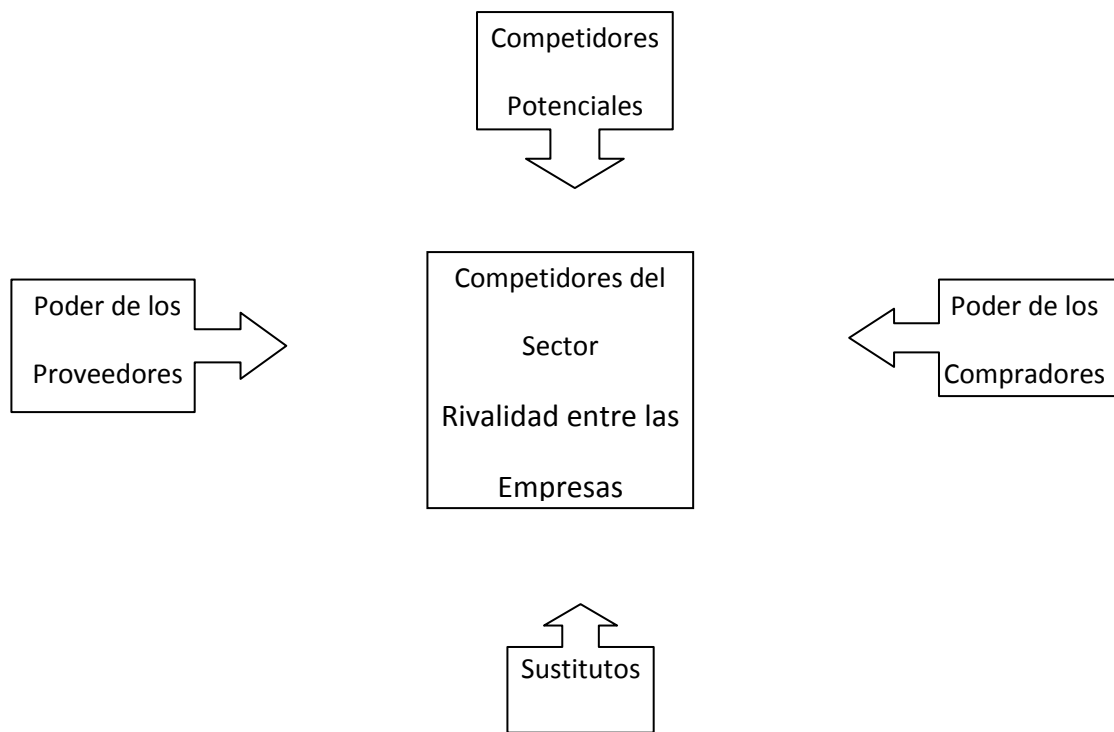 Competidores
Potenciales
Poder de los
Proveedores
Competidores del
Sector
Rivalidad entre las
Empresas
Poder de los
Compradores
Sustitutos